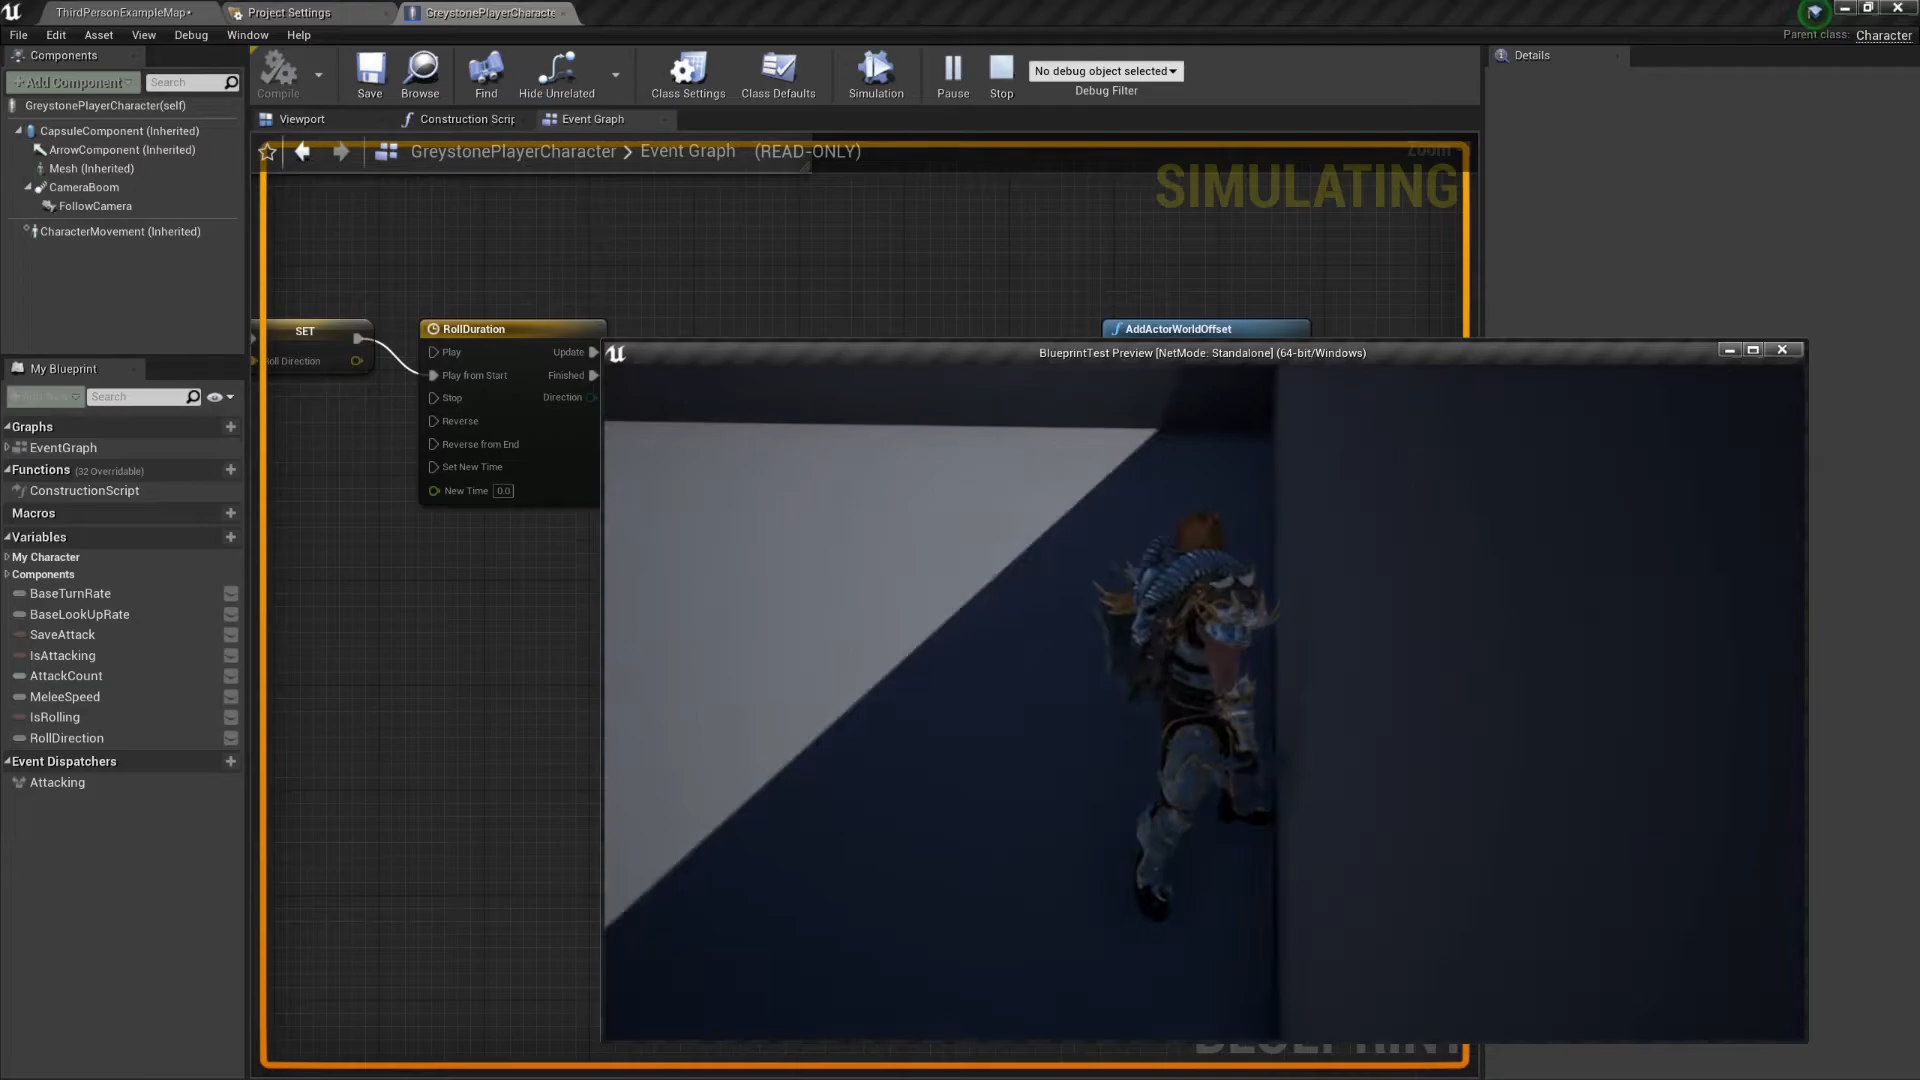 ThirdPersonExampleMap•
Project Settings
GreystonePlayerCharacte
File Edit Asset View Debug Window Help
Parent class: Character
Components
+Add Component
Search
GreystonePlayerCharacter(self)
CapsuleComponent (Inherited)
ArrowComponent (Inherited)
Mesh (Inherited)
CameraBoom
FollowCamera
CharacterMovement (Inherited)
Compile
Save
Browse
Find
Hide Unrelated
Class Settings
Class Defaults
Simulation
Pause
Stop
No debug object selected
Debug Filter
Details
Viewport
Construction Scrip
Event Graph
GreystonePlayerCharacter > Event Graph (READ-ONLY)
Zoom
SIMULATING
SET
Roll Direction
RollDuration
Play
Update
Play from Start
Finished
Stop
Direction
Reverse
Reverse from End
Set New Time
New Time 0.0
AddActorWorldOffset
BlueprintTest Preview [NetMode: Standalone] (64-bit/Windows)
My Blueprint
Search
Graphs
EventGraph
Functions (32 Overridable)
ConstructionScript
Macros
Variables
My Character
Components
BaseTurnRate
BaseLookUpRate
SaveAttack
IsAttacking
AttackCount
MeleeSpeed
IsRolling
RollDirection
Event Dispatchers
Attacking
BLUEPRINT